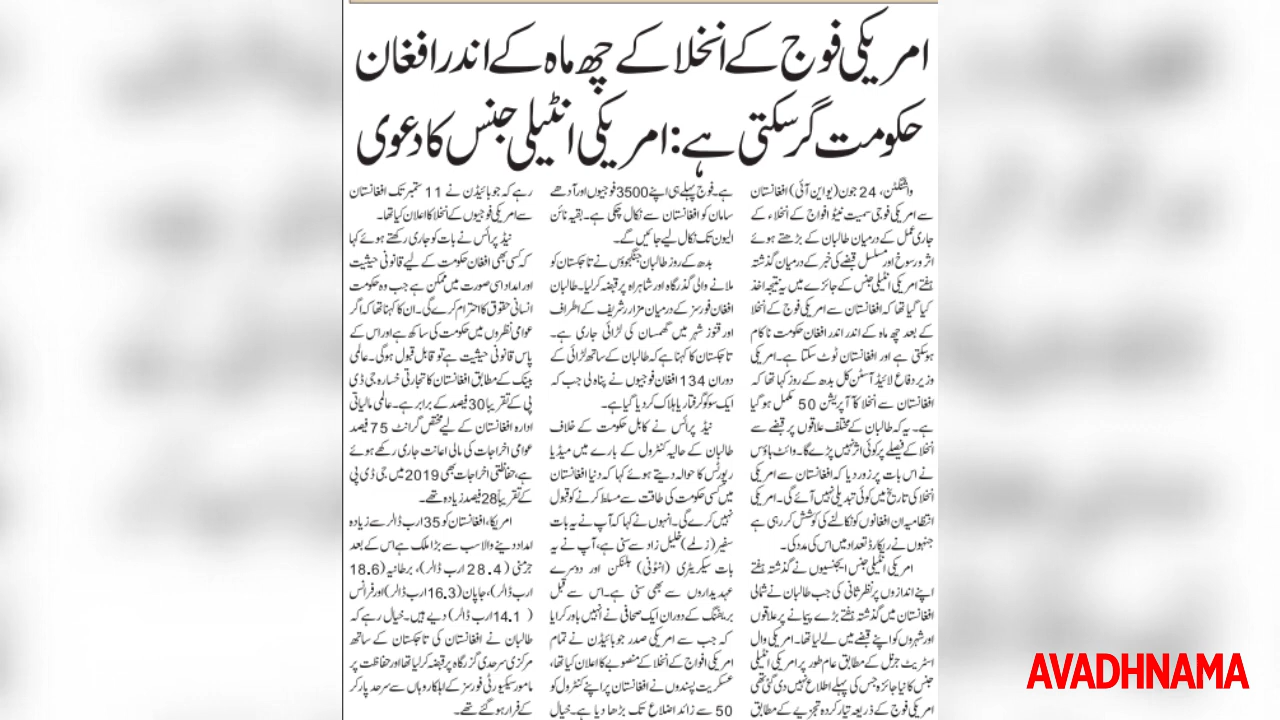 امریکی فوج کے انخلا کے چھ ماہ کے اندر افغان
حکومت گرسکتی ہے: امریکی انٹیلی جنس کا دعوی
واشنگٹن، 24 جون (یو این آئی) افغانستان
سے امریکی فوجی سمیت نیٹو افواج کے انخلاء کے
جاری عمل کے درمیان طالبان کے بڑھتے ہوئے
اثر و رسوخ اور مسلسل قبضے کی خبر کے درمیان گذشتہ
ہفتے امریکی انٹیلی جنس کے جائزے میں یہ نتیجہ اخذ
کیا گیا تھا کہ افغانستان سے امریکی فوج کے انخلا
کے بعد چھ ماہ کے اندر اندر افغان حکومت ناکام
ہوسکتی ہے اور افغانستان ٹوٹ سکتا ہے۔ امریکی
وزیر دفاع لائیڈ آسٹن کل بدھ کے روز کہا تھا کہ
افغانستان سے انخلا کا آپریشن 50 مکمل ہو گیا
ہے۔ یہ کہ طالبان کے مختلف علاقوں پر قبضے سے
انخلا کے فیصلے پر کوئی اثر نہیں پڑے گا۔ وائٹ ہاؤس
نے اس بات پر زور دیا کہ افغانستان سے امریکی
انخلا کی تاریخ میں کوئی تبدیلی نہیں آئے گی۔ امریکی
انتظامیہ ان افغانوں کو نکالنے کی کوشش کر رہی ہے
جنہوں نے ریکارڈ تعداد میں اس کی مدد کی۔
امریکی انٹیلی جنس ایجنسیوں نے گذشتہ ہفتے
اپنے اندازوں پر نظر ثانی کی جب طالبان نے شمالی
افغانستان میں گذشتہ ہفتے بڑے پیمانے پر علاقوں
اور شہروں کو اپنے قبضے میں لے لیا تھا۔ امریکی وال
اسٹریٹ جرنل کے مطابق عام طور پر امریکی انٹیلی
جنس کا نیا جائزہ جس کی پہلے اطلاع نہیں دی گئی تھی
امریکی فوج کے ذریعہ تیار کردہ تجزیے کے مطابق
ہے۔ فوج پہلے ہی اپنے 3500 فوجیوں اور آدھے
سامان کو افغانستان سے نکال چکی ہے۔ بقیہ نائن
الیون تک نکال لیے جائیں گے۔
بدھ کے روز طالبان جنگجوؤں نے تاجکستان کو
ملانے والی گذرگاہ اور شاہراہ پر قبضہ کر لیا۔ طالبان
افغان فورسز کے درمیان مزار شریف کے اطراف
اور قندوز شہر میں گھمسان کی لڑائی جاری ہے۔
تاجکستان کا کہنا ہے کہ طالبان کے ساتھ لڑائی کے
دوران 134 افغان فوجیوں نے پناہ لی جب کہ
ایک سو کو گرفتار یا ہلاک کردیا گیا ہے۔
نیڈ پرائس نے کابل حکومت کے خلاف
طالبان کے حالیہ کنٹرول کے بارے میں میڈیا
رپورٹس کا حوالہ دیتے ہوئے کہا کہ دنیا افغانستان
میں کسی حکومت کی طاقت سے مسلط کرنے کو قبول
نہیں کرے گی۔ انہوں نے کہا کہ آپ نے یہ بات
سفیر (زلمے) خلیل زاد سے سنی ہے، آپ نے یہ
بات سیکریٹری (انٹونی) بلنکن اور دوسرے
عہدیداروں سے بھی سنی ہے۔ اس سے قبل
بریفنگ کے دوران ایک صحافی نے انہیں باور کرایا
کہ جب سے امریکی صدر جو بائیڈن نے تمام
امریکی افواج کے انخلا کے منصوبے کا اعلان کیا تھا،
عسکریت پسندوں نے افغانستان پر اپنے کنٹرول کو
50 سے زائد اضلاع تک بڑھا دیا ہے۔ خیال
رہے کہ جو بائیڈن نے 11 ستمبر تک افغانستان
سے امریکی فوجیوں کے انخلا کا اعلان کیا تھا۔
نیڈ پرائس نے بات کو جاری رکھتے ہوئے کہا
کہ کسی بھی افغان حکومت کے لیے قانونی حیثیت
اور امداد اسی صورت میں ممکن ہے جب وہ حکومت
انسانی حقوق کا احترام کرے گی۔ ان کا کہنا تھا کہ اگر
عوامی نظروں میں حکومت کی ساکھ ہے اور اس کے
پاس قانونی حیثیت ہے تو قابل قبول ہوگی۔ عالمی
بینک کے مطابق افغانستان کا تجارتی خسارہ جی ڈی
پی کے تقریباً 30 فیصد کے برابر ہے۔ عالمی مالیاتی
ادارہ افغانستان کے لیے مختص گرانٹ 75 فیصد
عوامی اخراجات کی مالی اعانت جاری رکھے ہوئے
ہے، حفاظتی اخراجات بھی 2019 میں جی ڈی پی
کے تقریباً 28 فیصد زیادہ تھے۔
امریکا، افغانستان کو 35 ارب ڈالر سے زیادہ
امداد دینے والا سب سے بڑا ملک ہے اس کے بعد
جرمنی (28.4 ارب ڈالر)، برطانیہ (18.6
ارب ڈالر)، جاپان (16.3 ارب ڈالر) اور فرانس
(14.1 ارب ڈالر) دیے ہیں۔ خیال رہے کہ
طالبان نے افغانستان کی تاجکستان کے ساتھ
مرکزی سرحدی گزرگاہ پر قبضہ کر لیا تھا اور حفاظت پر
مامور سیکیورٹی فورسز کے اہلکار وہاں سے سرحد پار کر
کے فرار ہو گئے تھے۔
AVADHNAMA